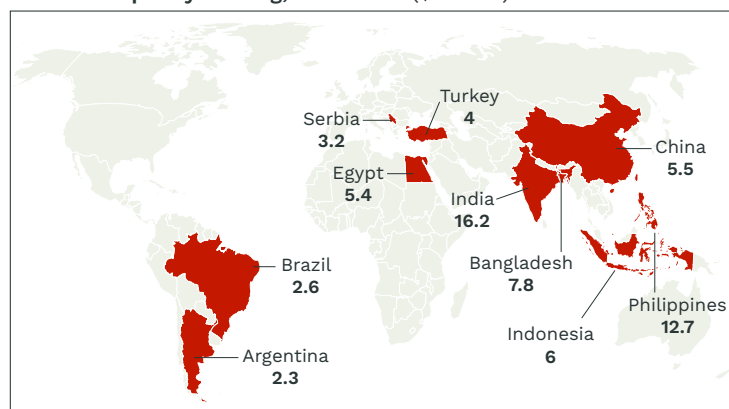 Turkey
4
Serbia
3.2
China
5.5
Egypt
5.4
India
16.2
Brazil
2.6
Bangladesh
7.8
Philippines
12.7
Indonesia
6
Argentina
2.3